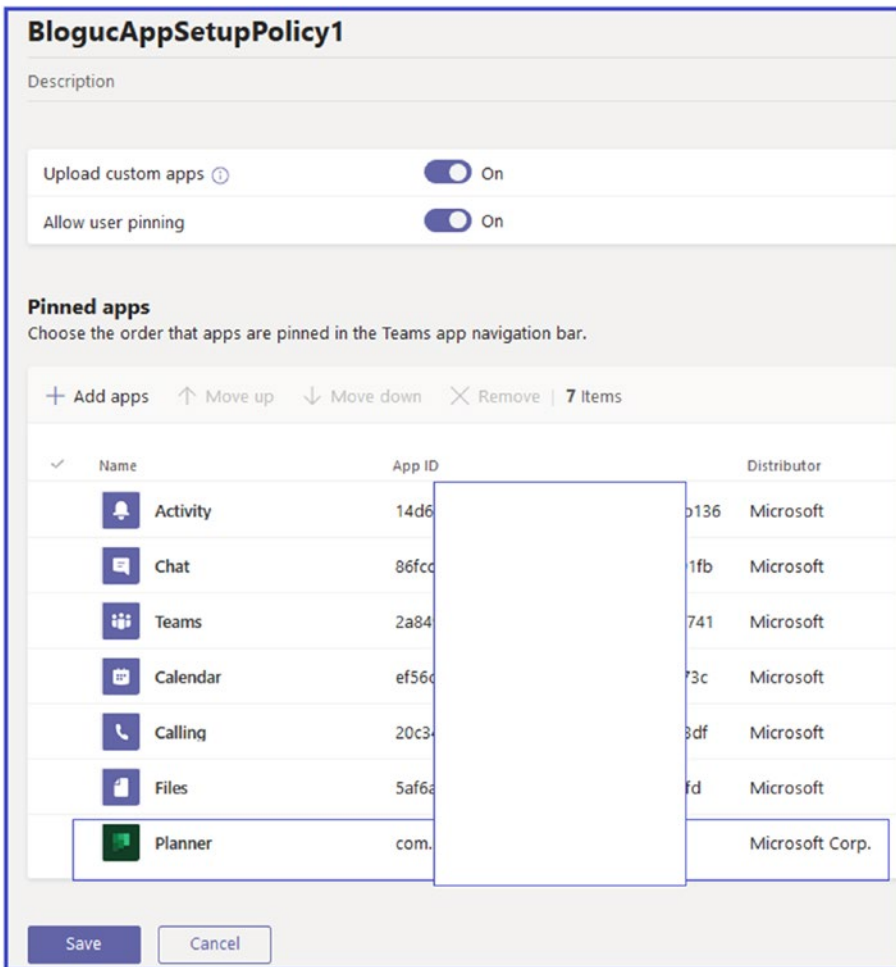 BlogucAppSetupPolicy1
Description
Upload custom apps On
Allow user pinning On
Pinned apps
Choose the order that apps are pinned in the Teams app navigation bar.
Add apps Move up Move down Remove | 7 Items
Name App ID Distributor
Activity 14d6 b136 Microsoft
Chat 86fcc 1fb Microsoft
Teams 2a84 741 Microsoft
Calendar ef56c 73c Microsoft
Calling 20c34 3df Microsoft
Files 5af6a fd Microsoft
Planner com. Microsoft Corp.
Save Cancel